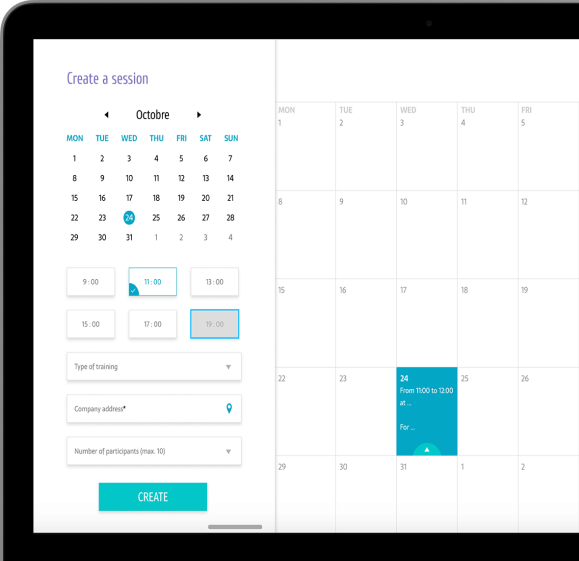 Create a session
Octobre
MON TUE WED THU FRI SAT SUN
1 2 3 4 5 6 7
8 9 10 11 12 13 14
15 16 17 18 19 20 21
22 23 24 25 26 27 28
29 30 31 1 2 3 4
9:00 11:00 13:00
15:00 17:00 19:00
Type of training
Company address*
Number of participants (max. 10)
CREATE
MON TUE WED THU FRI
1 2 3 4 5
8 9 10 11 12
15 16 17 18 19
22 23 24 25 26
From 11:00 to 12:00
at ...
For ...
29 30 31 1 2